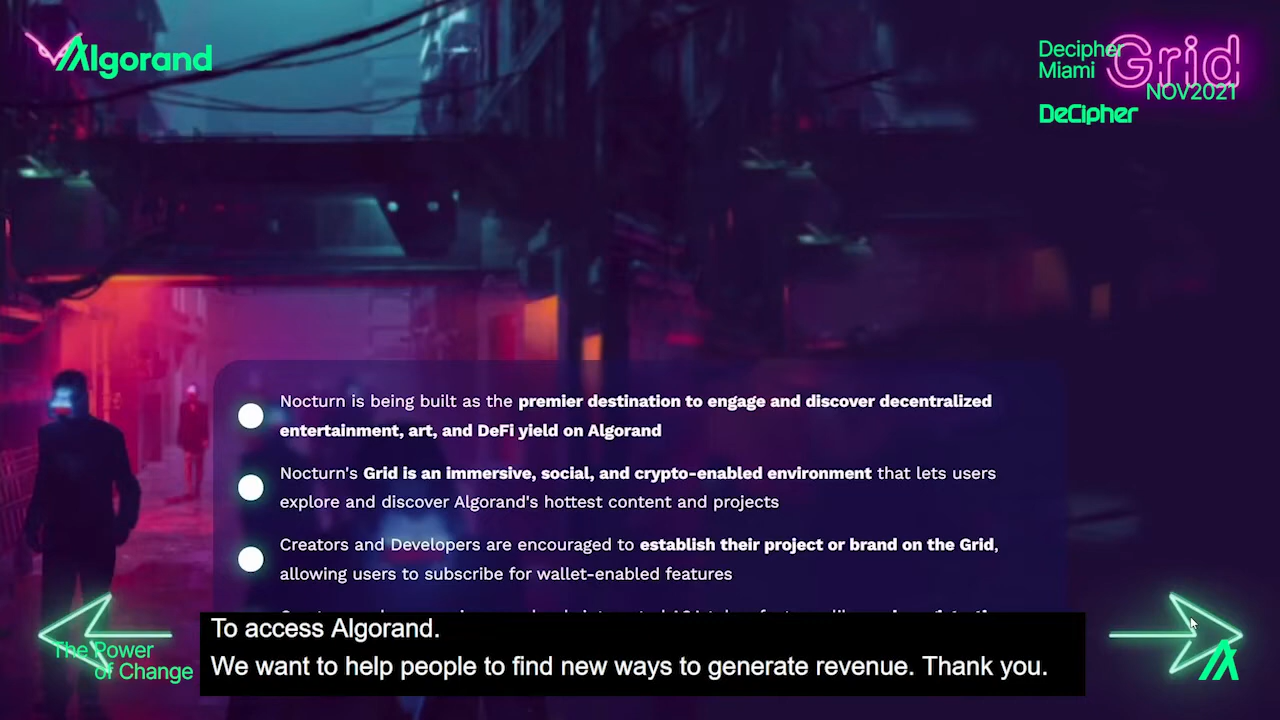 Algorand
Decipher
Miami
Grid
NOV2021
DeCipher
Nocturn is being built as the premier destination to engage and discover decentralized
entertainment, art, and DeFi yield on Algorand
Nocturn's Grid is an immersive, social, and crypto-enabled environment that lets users
explore and discover Algorand's hottest content and projects
Creators and Developers are encouraged to establish their project or brand on the Grid,
allowing users to subscribe for wallet-enabled features
To access Algorand.
We want to help people to find new ways to generate revenue. Thank you.
The Power
of Change